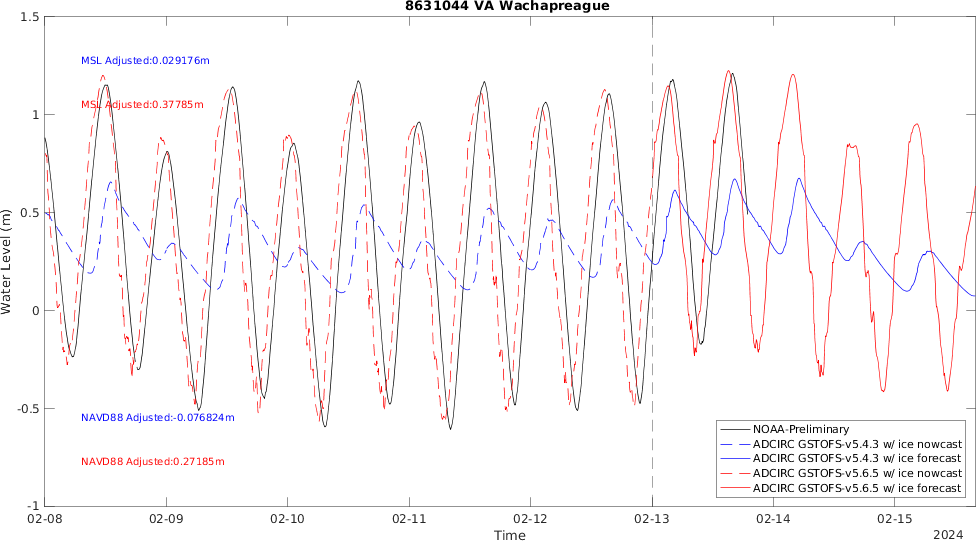 8631044 VA Wachapreague
1.5
MSL Adjusted:0.029176m
MSL Adjusted:0.37785m
1
0.5
Water Level (m)
0
-0.5
NAVD88 Adjusted:-0.076824m
NAVD88 Adjusted:0.27185m
NOAA-Preliminary
ADCIRC GSTOFS-v5.4.3 w/ ice nowcast
ADCIRC GSTOFS-v5.4.3 w/ ice forecast
ADCIRC GSTOFS-v5.6.5 w/ ice nowcast
ADCIRC GSTOFS-v5.6.5 w/ ice forecast
-1
02-08 02-09 02-10 02-11 02-12 02-13 02-14 02-15
Time
2024